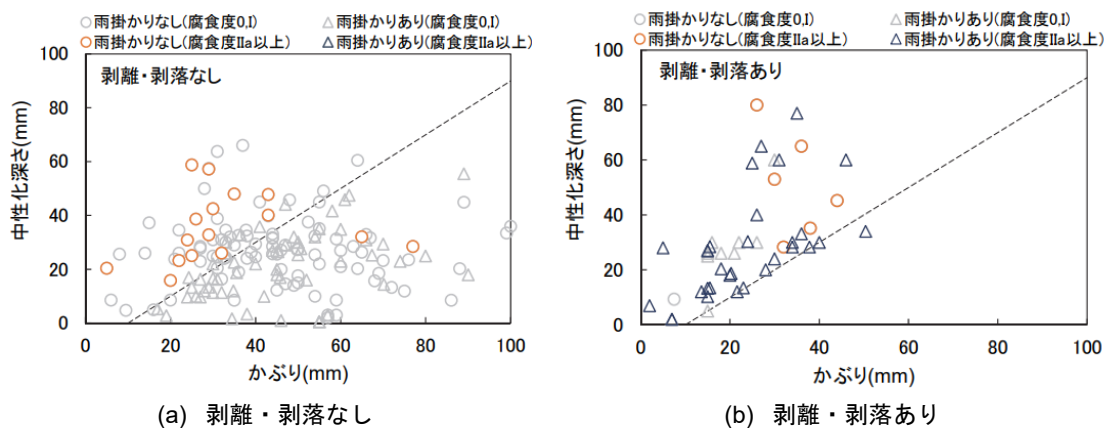 ○雨掛かりなし(腐食度0,I) △雨掛かりあり(腐食度0,I)
○雨掛かりなし(腐食度IIa以上) △雨掛かりあり(腐食度IIa以上)
剥離・剥落なし
中性化深さ(mm)
100
80
60
40
20
0
0 20 40 60 80 100
かぶり(mm)
(a) 剥離・剥落なし
○雨掛かりなし(腐食度0,I) △雨掛かりあり(腐食度0,I)
○雨掛かりなし(腐食度IIa以上) △雨掛かりあり(腐食度IIa以上)
剥離・剥落あり
中性化深さ(mm)
100
80
60
40
20
0
0 20 40 60 80 100
かぶり(mm)
(b) 剥離・剥落あり